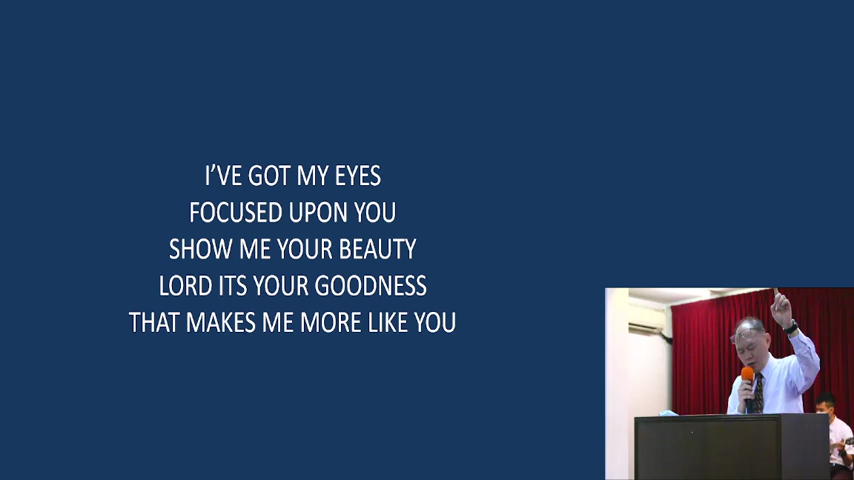 I'VE GOT MY EYES
FOCUSED UPON YOU
SHOW ME YOUR BEAUTY
LORD ITS YOUR GOODNESS
THAT MAKES ME MORE LIKE YOU